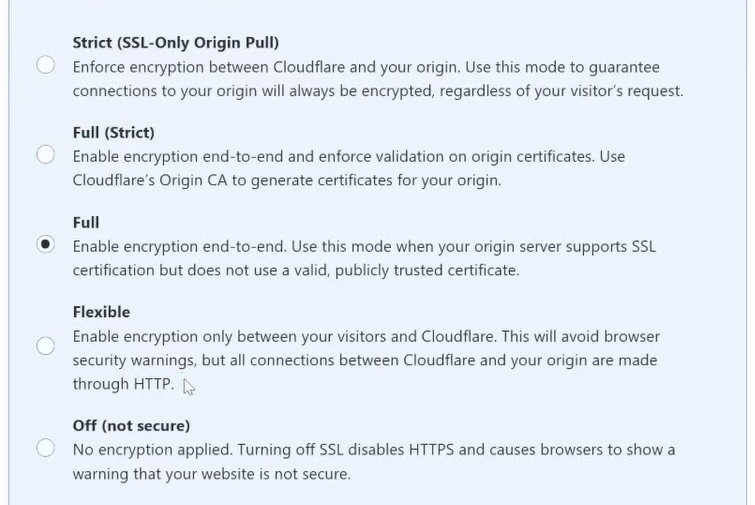 Strict (SSL-Only Origin Pull)
Enforce encryption between Cloudflare and your origin. Use this mode to guarantee
connections to your origin will always be encrypted, regardless of your visitor’s request.
Full (Strict)
Enable encryption end-to-end and enforce validation on origin certificates. Use
Cloudflare’s Origin CA to generate certificates for your origin.
Full
Enable encryption end-to-end. Use this mode when your origin server supports SSL
certification but does not use a valid, publicly trusted certificate.
Flexible
Enable encryption only between your visitors and Cloudflare. This will avoid browser
security warnings, but all connections between Cloudflare and your origin are made
through HTTP.
Off (not secure)
No encryption applied. Turning off SSL disables HTTPS and causes browsers to show a
warning that your website is not secure.